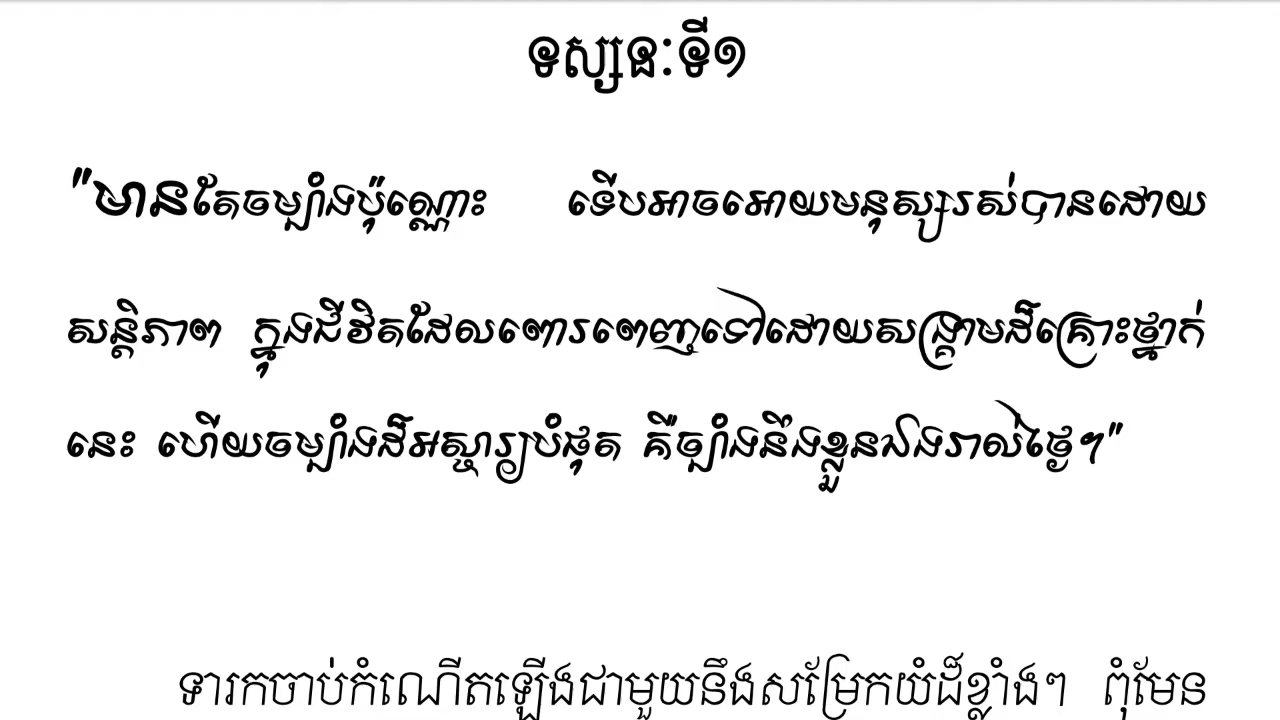 ទស្សនៈទី១
"មានតែចម្បាំងប៉ុណ្ណោះ ទើបអាចអោយមនុស្សរស់បានដោយ
សន្តិភាព ក្នុងជីវិតដែលពោរពេញទៅដោយសង្គ្រាមដ៏គ្រោះថ្នាក់
នេះ ហើយចម្បាំងដ៏អស្ចារ្យបំផុត គឺច្បាំងនឹងខ្លួនឯងរាល់ថ្ងៃៗ"
ទារកចាប់កំណើតឡើងជាមួយនឹងសម្រែកយំដ៏ខ្លាំងៗ ពុំមែន